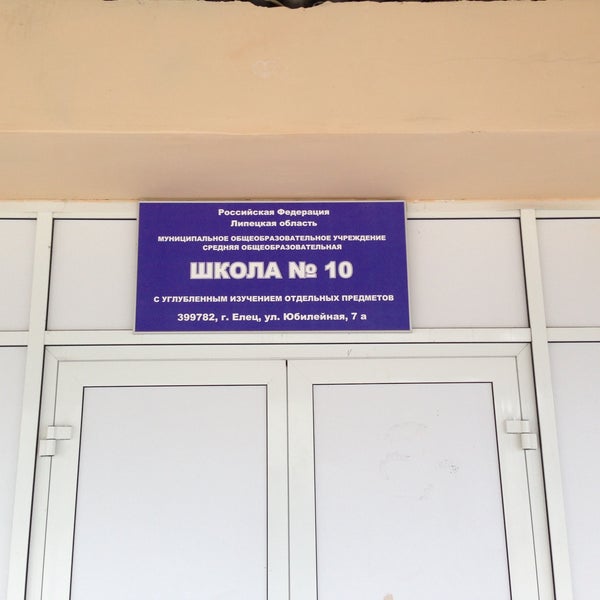 Российская Федерация
Липецкая область
МУНИЦИПАЛЬНОЕ ОБЩЕОБРАЗОВАТЕЛЬНОЕ УЧРЕЖДЕНИЕ
СРЕДНЯЯ ОБЩЕОБРАЗОВАТЕЛЬНАЯ
ШКОЛА № 10
С УГЛУБЛЕННЫМ ИЗУЧЕНИЕМ ОТДЕЛЬНЫХ ПРЕДМЕТОВ
399782, г. Елец, ул. Юбилейная, 7 а